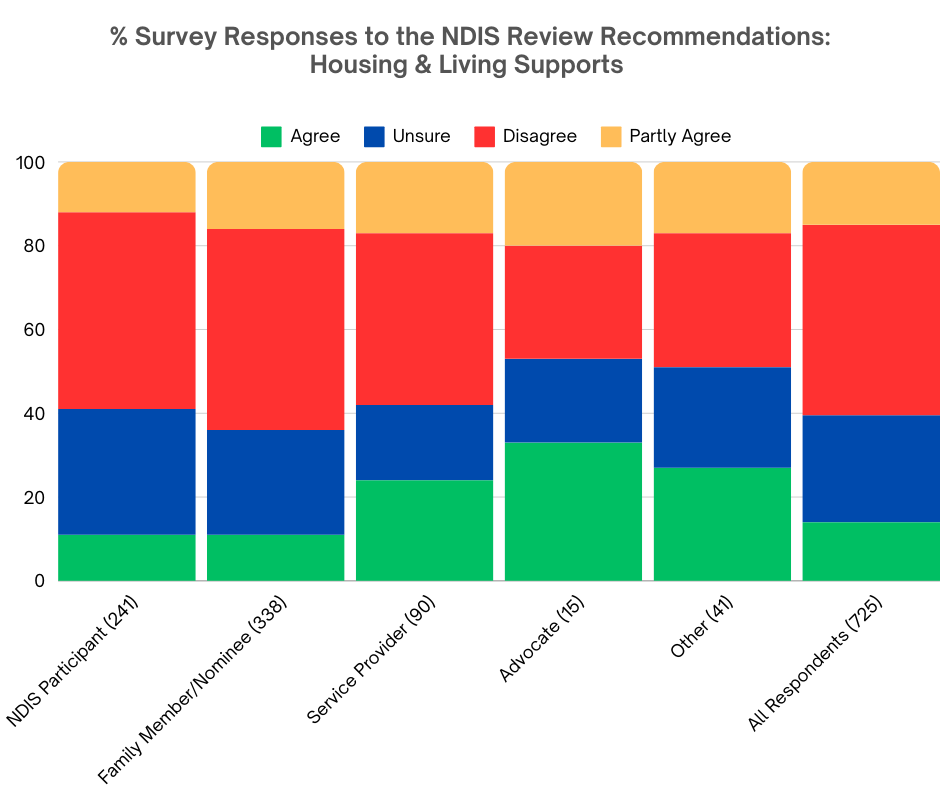 % Survey Responses to the NDIS Review Recommendations:
Housing & Living Supports
Agree
Unsure
Disagree
Partly Agree
100
80
60
40
20
0
NDIS Participant (241)
Family Member/Nominee (338)
Service Provider (90)
Advocate (15)
Other (41)
All Respondents (725)